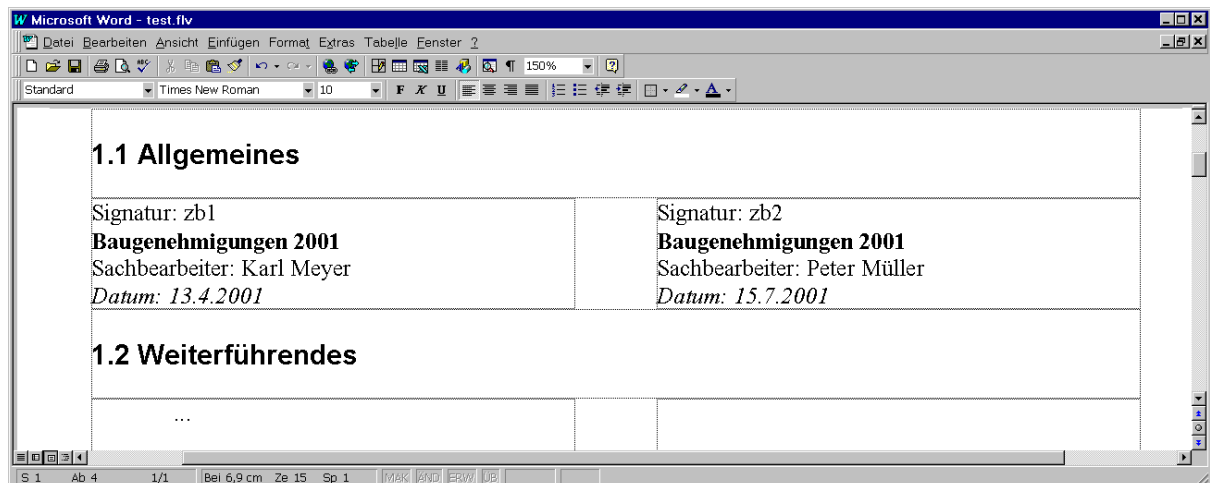 Microsoft Word - test.flv
Datei Bearbeiten Ansicht Einfügen Format Extras Tabelle Fenster ?
150%
Standard Times New Roman 10 F K U A
1.1 Allgemeines
Signatur: zb1 Signatur: zb2
Baugenehmigungen 2001 Baugenehmigungen 2001
Sachbearbeiter: Karl Meyer Sachbearbeiter: Peter Müller
Datum: 13.4.2001 Datum: 15.7.2001
1.2 Weiterführendes
...
S 1 Ab 4 1/1 Bei 6,9 cm Ze 15 Sp 1 MAK ÄND ERW ÜB